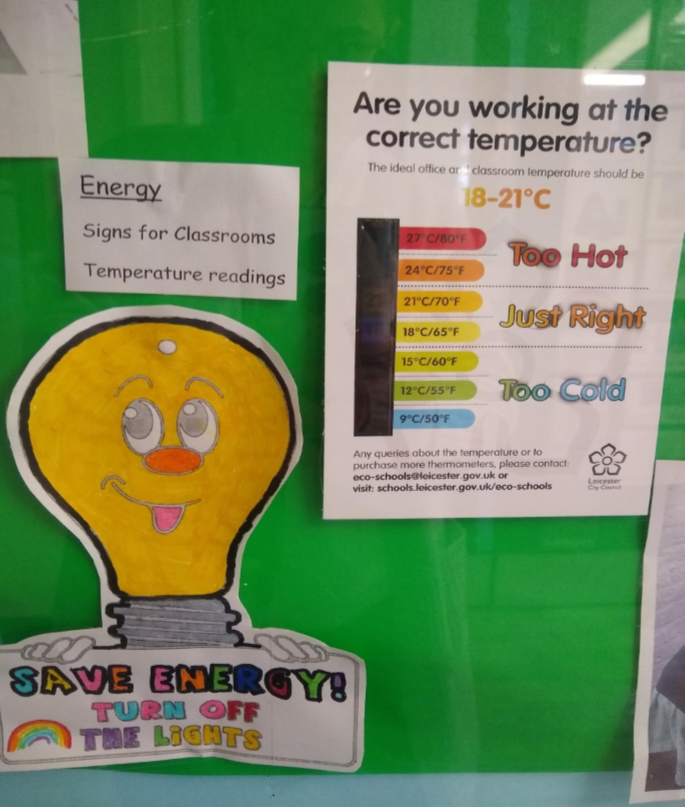 Energy
Signs for Classrooms
Temperature readings
Are you working at the
correct temperature?
The ideal office and classroom temperature should be
18-21°C
27°C/80°F
24°C/75°F
Too Hot
21°C/70°F
18°C/65°F
Just Right
15°C/60°F
12°C/55°F
9°C/50°F
Too Cold
Any queries about the temperature or to
purchase more thermometers, please contact:
eco-schools@leicester.gov.uk or
visit: schools.leicester.gov.uk/eco-schools
Leicester
City Council
SAVE ENERGY!
TURN OFF
THE LIGHTS